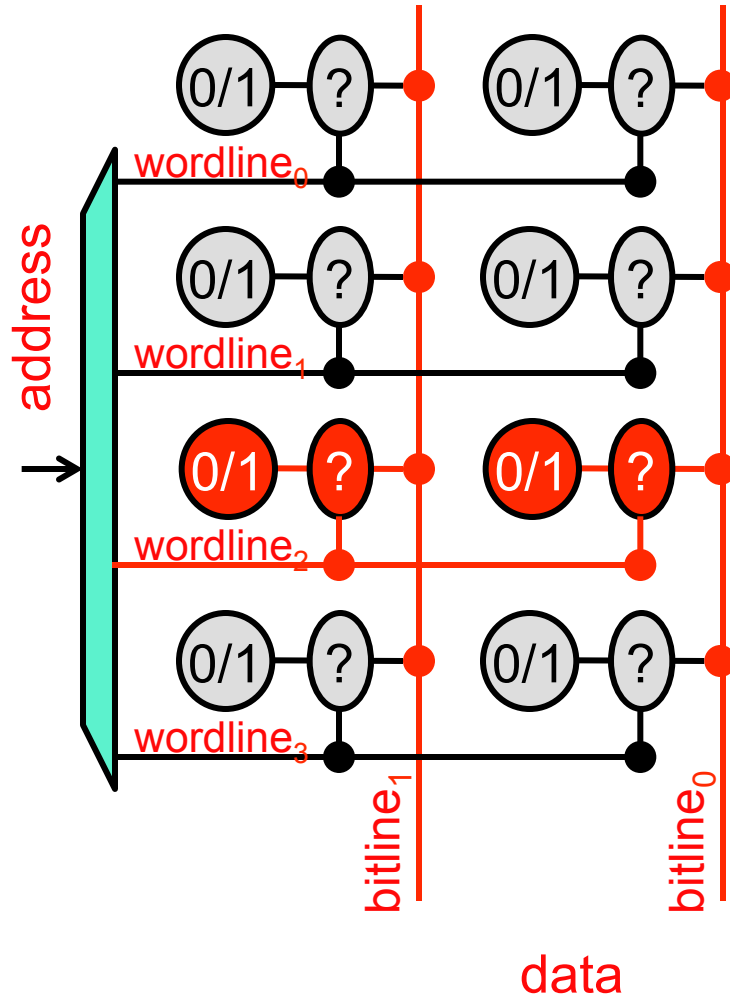 0/1 ? 0/1 ?
wordline₀
0/1 ? 0/1 ?
address
wordline₁
0/1 ? 0/1 ?
wordline₂
0/1 ? 0/1 ?
wordline₃
bitline₁
bitline₀
data